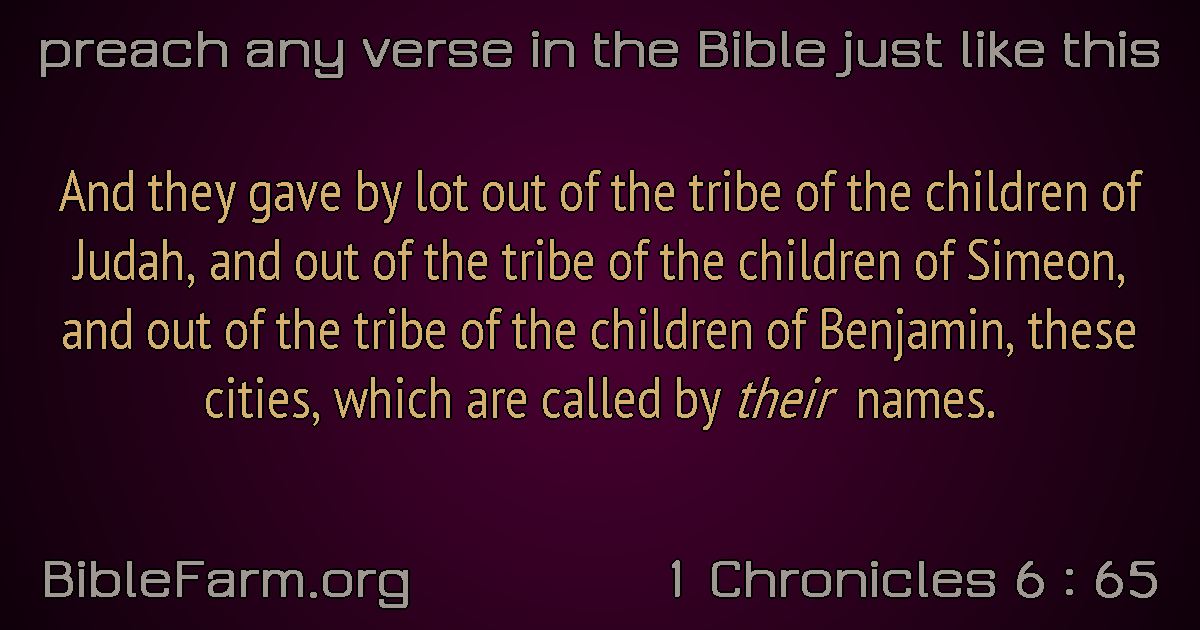 preach any verse in the Bible just like this
And they gave by lot out of the tribe of the children of
Judah, and out of the tribe of the children of Simeon,
and out of the tribe of the children of Benjamin, these
cities, which are called by their names.
BibleFarm.org
1 Chronicles 6 : 65